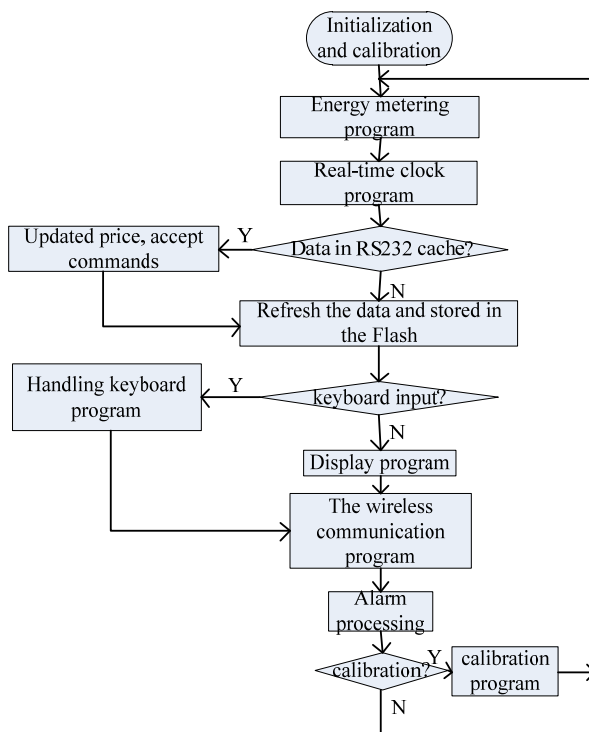 Initialization
and calibration
Energy metering
program
Real-time clock
program
Data in RS232 cache?
Y
Updated price, accept
commands
N
Refresh the data and stored in
the Flash
keyboard input?
Y
Handling keyboard
program
N
Display program
The wireless
communication
program
Alarm
processing
calibration?
Y
calibration
program
N